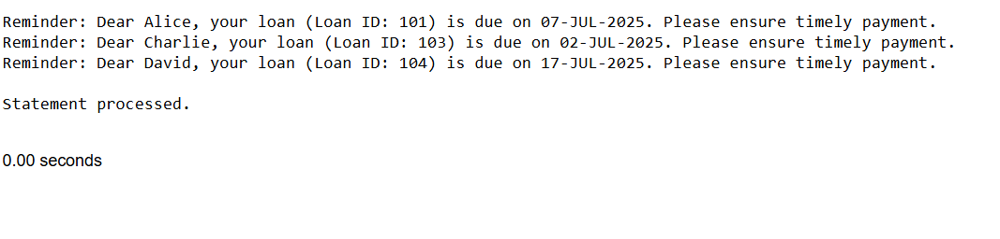 Reminder: Dear Alice, your loan (Loan ID: 101) is due on 07-JUL-2025. Please ensure timely payment.
Reminder: Dear Charlie, your loan (Loan ID: 103) is due on 02-JUL-2025. Please ensure timely payment.
Reminder: Dear David, your loan (Loan ID: 104) is due on 17-JUL-2025. Please ensure timely payment.
Statement processed.
0.00 seconds